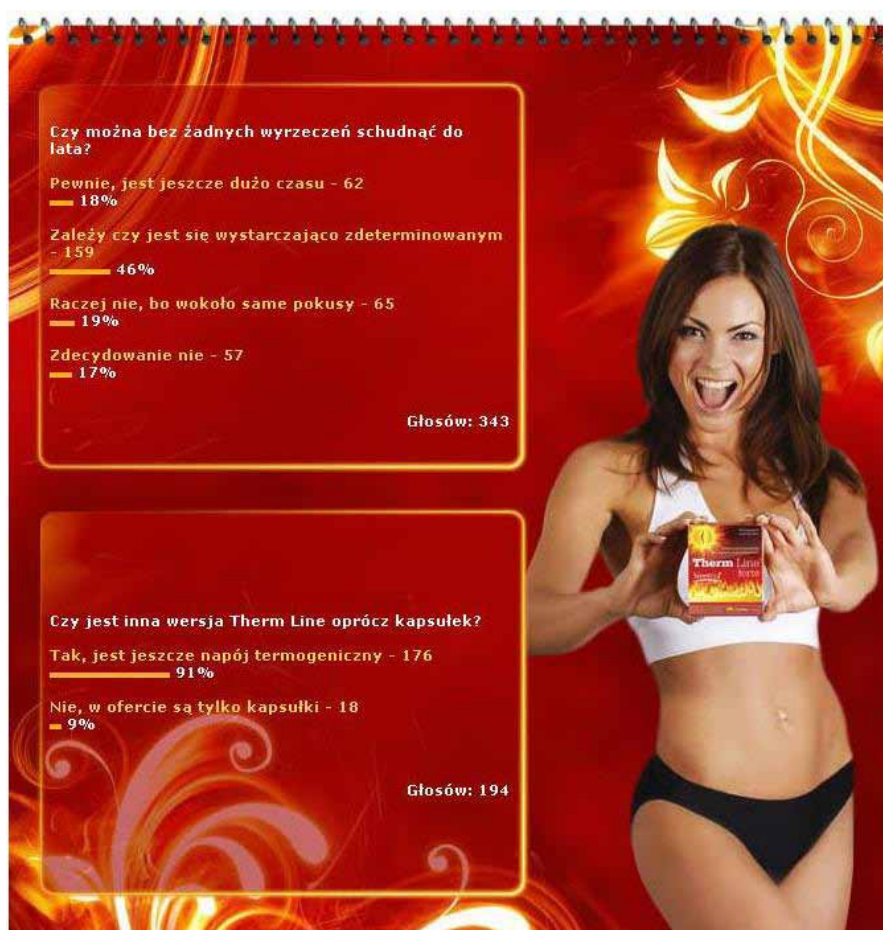 Czy można bez żadnych wyrzeczeń schudnąć do
lata?
Pewnie, jest jeszcze dużo czasu - 62
18%
Zależy czy jest się wystarczająco zdeterminowanym
- 159
46%
Raczej nie, bo wokoło same pokusy - 65
19%
Zdecydowanie nie - 57
17%
Głosów: 343
Therm Line
forte
Czy jest inna wersja Therm Line oprócz kapsułek?
Tak, jest jeszcze napój termogeniczny - 176
91%
Nie, w ofercie są tylko kapsułki - 18
9%
Głosów: 194